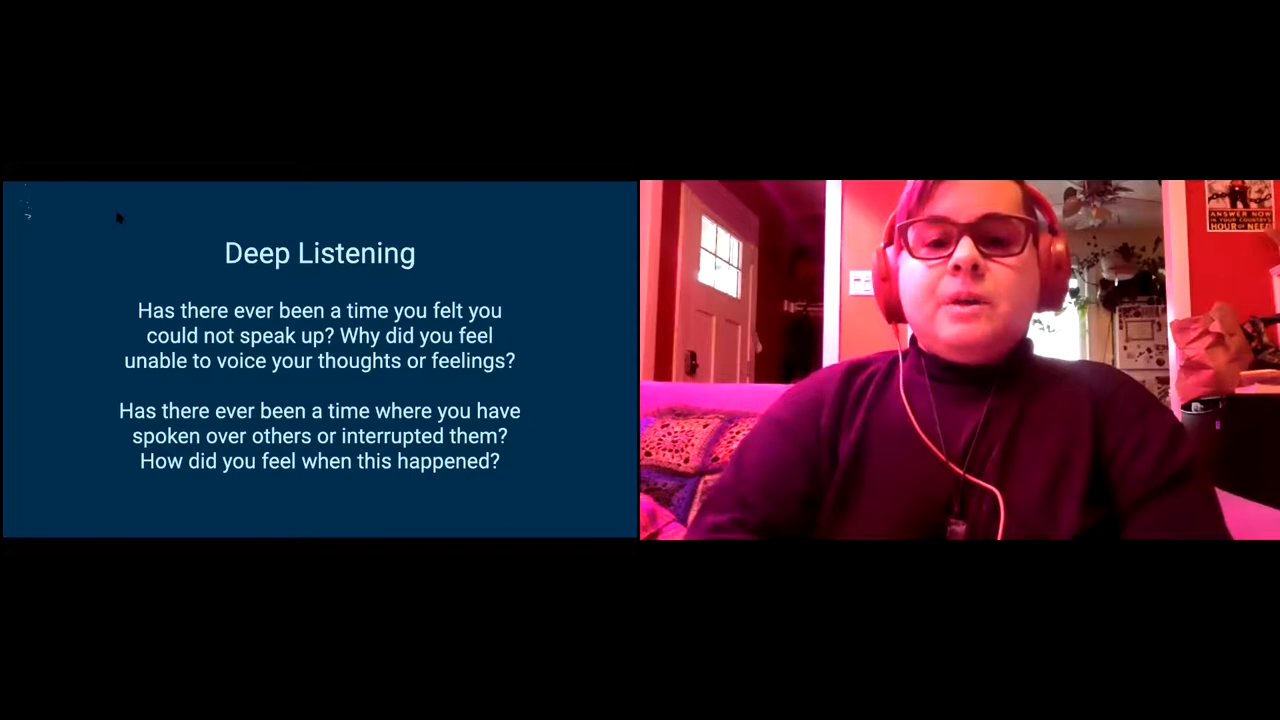 Deep Listening
Has there ever been a time you felt you
could not speak up? Why did you feel
unable to voice your thoughts or feelings?
Has there ever been a time where you have
spoken over others or interrupted them?
How did you feel when this happened?
ANSWER NOW
IN YOUR COUNTRY'S
HOUR OF NEED